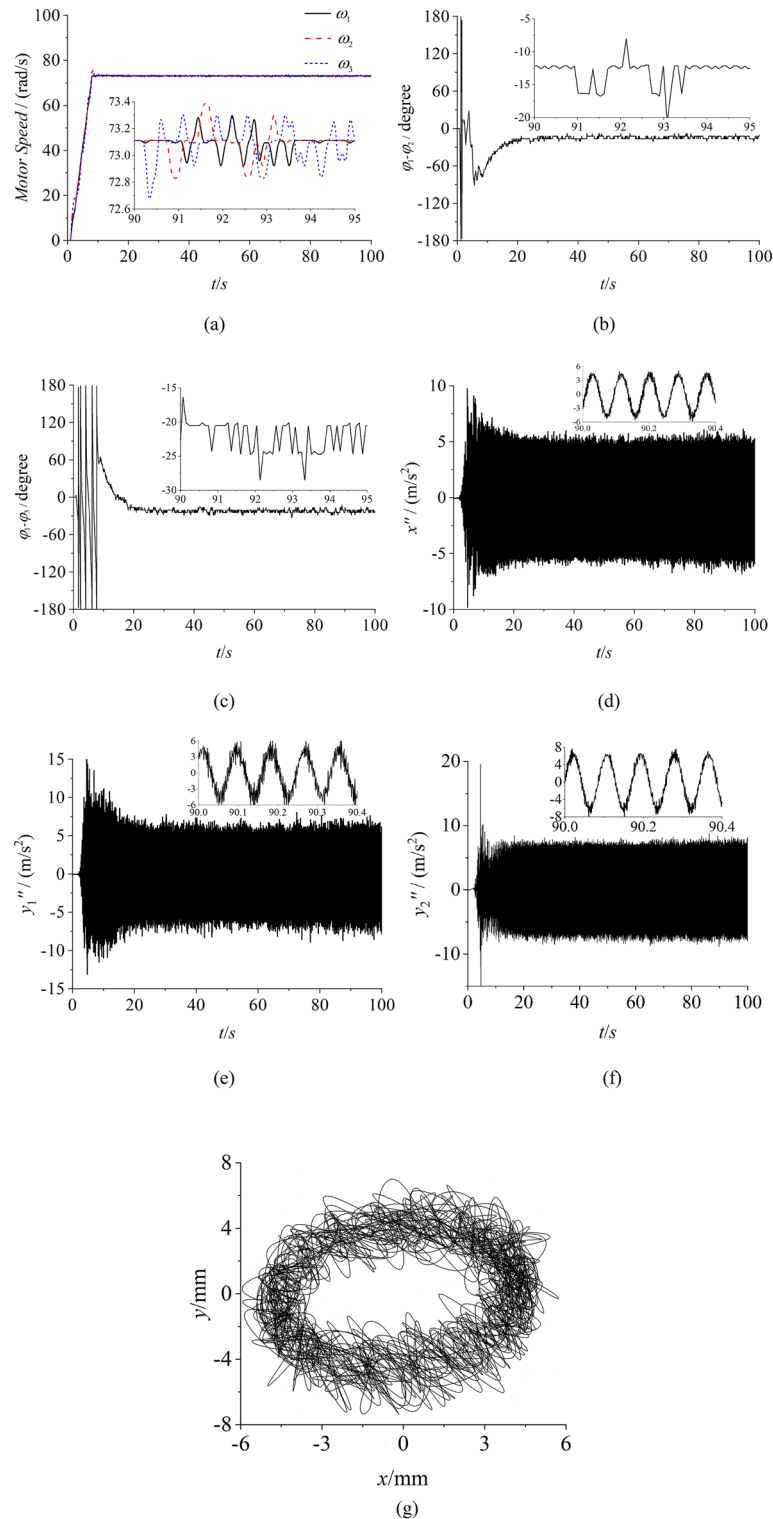 ω₁
ω₂
ω₃
100
80
60
40
20
0
Motor Speed / (rad/s)
73.4
73.2
73.0
72.8
72.6
90 91 92 93 94 95
0 20 40 60 80 100
t/s
(a)
180
120
60
0
-60
-120
-180
φ₁-φ₂/ degree
-5
-10
-15
-20
90 91 92 93 94 95
0 20 40 60 80 100
t/s
(b)
180
120
60
0
-60
-120
-180
φ₁-φ₃/ degree
-15
-20
-25
-30
90 91 92 93 94 95
0 20 40 60 80 100
t/s
(c)
10
5
0
-5
-10
x'' / (m/s²)
6
3
0
-3
-6
90.0 90.2 90.4
0 20 40 60 80 100
t/s
(d)
15
10
5
0
-5
-10
-15
y₁'' / (m/s²)
6
3
0
-3
-6
90.0 90.1 90.2 90.3 90.4
0 20 40 60 80 100
t/s
(e)
20
10
0
-10
y₂'' / (m/s²)
8
4
0
-4
-8
90.0 90.2 90.4
0 20 40 60 80 100
t/s
(f)
8
4
0
-4
-8
y/mm
-6 -3 0 3 6
x/mm
(g)